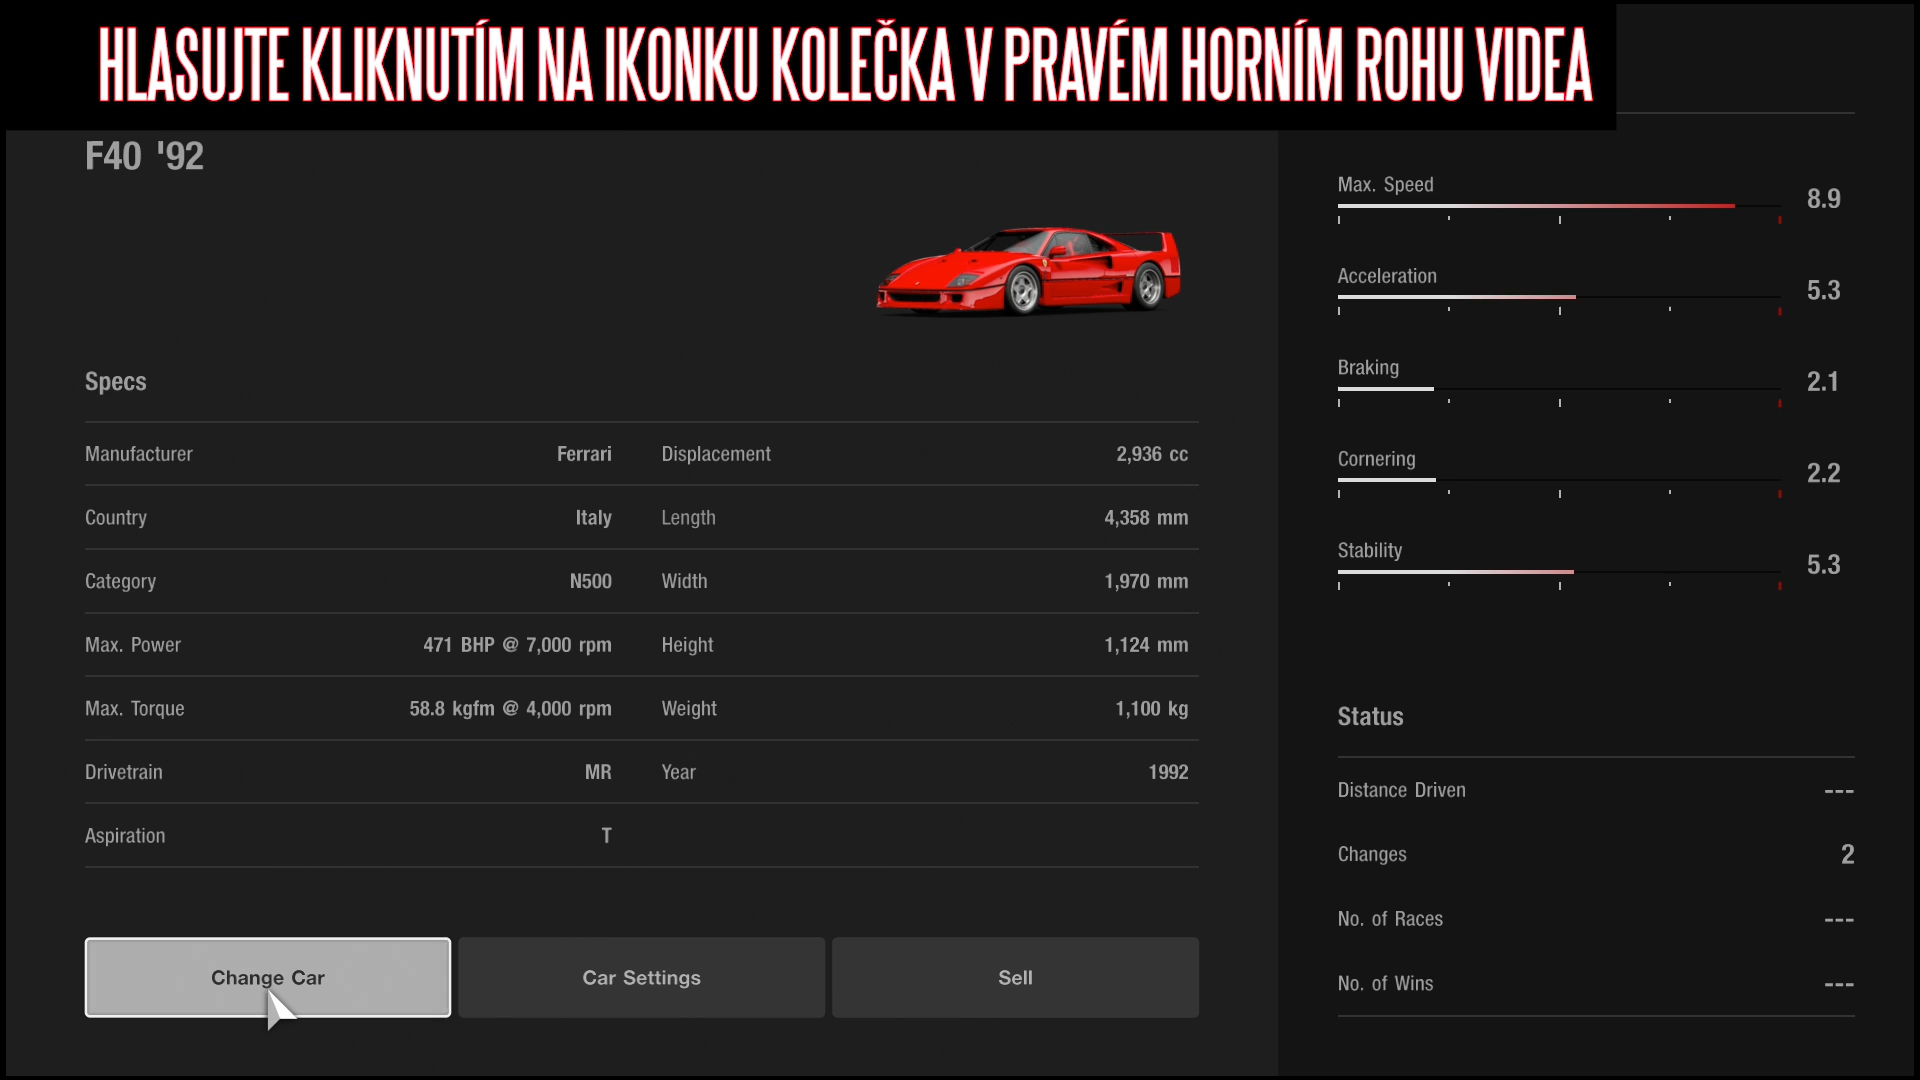 HLASUJTE KLIKNUTÍM NA IKONKU KOLEČKA V PRAVÉM HORNÍM ROHU VIDEA
F40 '92
Specs
Manufacturer Ferrari Displacement 2,936 cc
Country Italy Length 4,358 mm
Category N500 Width 1,970 mm
Max. Power 471 BHP @ 7,000 rpm Height 1,124 mm
Max. Torque 58.8 kgfm @ 4,000 rpm Weight 1,100 kg
Drivetrain MR Year 1992
Aspiration T
Change Car Car Settings Sell
Max. Speed 8.9
Acceleration 5.3
Braking 2.1
Cornering 2.2
Stability 5.3
Status
Distance Driven ---
Changes 2
No. of Races ---
No. of Wins ---